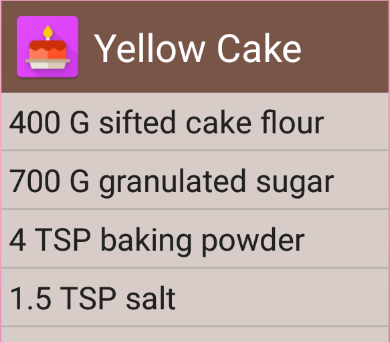 Yellow Cake
400 G sifted cake flour
700 G granulated sugar
4 TSP baking powder
1.5 TSP salt